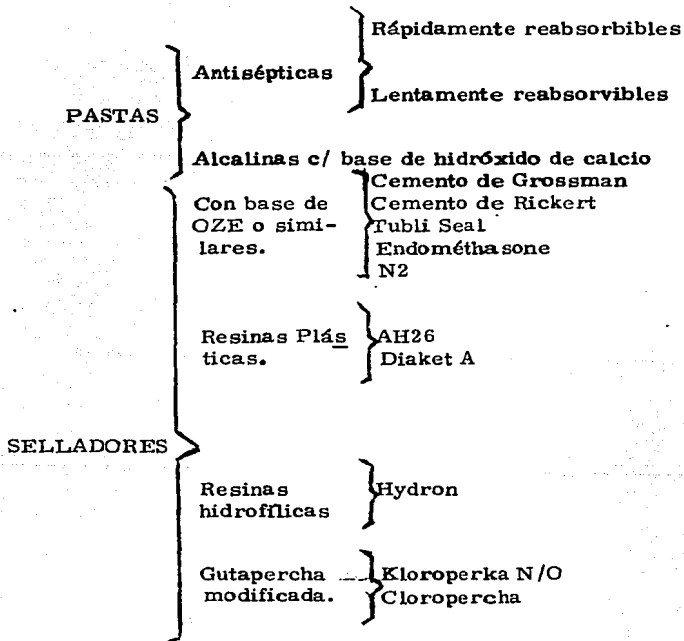 Rápidamente reabsorbibles
Antisépticas
Lentamente reabsorvibles
PASTAS
Alcalinas c/ base de hidróxido de calcio
Con base de
OZE o simi-
lares.
Cemento de Grossman
Cemento de Rickert
Tubli Seal
Endométhasone
N2
Resinas Plás
ticas.
AH26
Diaket A
SELLADORES
Resinas
hidrofflicas
Hydron
Gutapercha
modificada.
Kloroperka N/O
Cloropercha